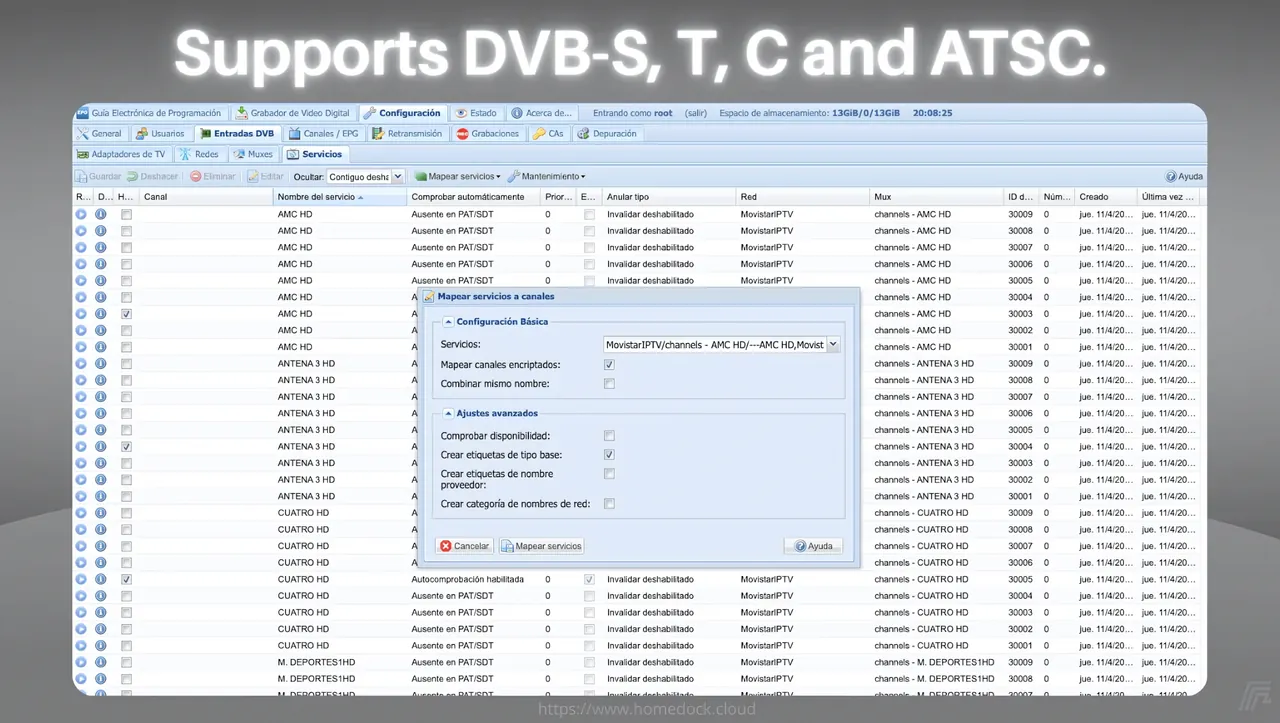 Supports DVB-S, T, C and ATSC.
Guía Electrónica de Programación Grabador de Video Digital Configuración Estado Acerca de... Entrando como root (salir) Espacio de almacenamiento: 13GiB/0/13GiB 20:08:25
General Usuarios Entradas DVB Canales / EPG Retransmisión Grabaciones CAs Depuración
Adaptadores de TV Redes Muxes Servicios
Guardar Deshacer Eliminar Editar Ocultar: Contiguo desha Mapear servicios Mantenimiento Ayuda
R... D... H... Canal Nombre del servicio Comprobar automáticamente Prior... E... Anular tipo Red Mux ID d... Núm... Creado Última vez ...
AMC HD Ausente en PAT/SDT 0 Invalidar deshabilitado MovistarIPTV channels - AMC HD 30009 0 jue. 11/4/20... jue. 11/4/20...
AMC HD Ausente en PAT/SDT 0 Invalidar deshabilitado MovistarIPTV channels - AMC HD 30008 0 jue. 11/4/20... jue. 11/4/20...
AMC HD Ausente en PAT/SDT 0 Invalidar deshabilitado MovistarIPTV channels - AMC HD 30007 0 jue. 11/4/20... jue. 11/4/20...
AMC HD Ausente en PAT/SDT 0 Invalidar deshabilitado MovistarIPTV channels - AMC HD 30006 0 jue. 11/4/20... jue. 11/4/20...
AMC HD Ausente en PAT/SDT 0 Invalidar deshabilitado MovistarIPTV channels - AMC HD 30005 0 jue. 11/4/20... jue. 11/4/20...
AMC HD A channels - AMC HD 30004 0 jue. 11/4/20... jue. 11/4/20...
AMC HD A channels - AMC HD 30003 0 jue. 11/4/20... jue. 11/4/20...
AMC HD A channels - AMC HD 30002 0 jue. 11/4/20... jue. 11/4/20...
AMC HD A channels - AMC HD 30001 0 jue. 11/4/20... jue. 11/4/20...
ANTENA 3 HD A channels - ANTENA 3 HD 30009 0 jue. 11/4/20... jue. 11/4/20...
ANTENA 3 HD A channels - ANTENA 3 HD 30008 0 jue. 11/4/20... jue. 11/4/20...
ANTENA 3 HD A channels - ANTENA 3 HD 30007 0 jue. 11/4/20... jue. 11/4/20...
ANTENA 3 HD A channels - ANTENA 3 HD 30006 0 jue. 11/4/20... jue. 11/4/20...
ANTENA 3 HD A channels - ANTENA 3 HD 30005 0 jue. 11/4/20... jue. 11/4/20...
ANTENA 3 HD A channels - ANTENA 3 HD 30004 0 jue. 11/4/20... jue. 11/4/20...
ANTENA 3 HD A channels - ANTENA 3 HD 30003 0 jue. 11/4/20... jue. 11/4/20...
ANTENA 3 HD A channels - ANTENA 3 HD 30002 0 jue. 11/4/20... jue. 11/4/20...
ANTENA 3 HD A channels - ANTENA 3 HD 30001 0 jue. 11/4/20... jue. 11/4/20...
CUATRO HD A channels - CUATRO HD 30009 0 jue. 11/4/20... jue. 11/4/20...
CUATRO HD A channels - CUATRO HD 30008 0 jue. 11/4/20... jue. 11/4/20...
CUATRO HD A channels - CUATRO HD 30007 0 jue. 11/4/20... jue. 11/4/20...
CUATRO HD A channels - CUATRO HD 30006 0 jue. 11/4/20... jue. 11/4/20...
CUATRO HD Autocomprobación habilitada 0 Invalidar deshabilitado MovistarIPTV channels - CUATRO HD 30005 0 jue. 11/4/20... jue. 11/4/20...
CUATRO HD Ausente en PAT/SDT 0 Invalidar deshabilitado MovistarIPTV channels - CUATRO HD 30004 0 jue. 11/4/20... jue. 11/4/20...
CUATRO HD Ausente en PAT/SDT 0 Invalidar deshabilitado MovistarIPTV channels - CUATRO HD 30003 0 jue. 11/4/20... jue. 11/4/20...
CUATRO HD Ausente en PAT/SDT 0 Invalidar deshabilitado MovistarIPTV channels - CUATRO HD 30002 0 jue. 11/4/20... jue. 11/4/20...
CUATRO HD Ausente en PAT/SDT 0 Invalidar deshabilitado MovistarIPTV channels - CUATRO HD 30001 0 jue. 11/4/20... jue. 11/4/20...
M. DEPORTES1HD Ausente en PAT/SDT 0 Invalidar deshabilitado MovistarIPTV channels - M. DEPORTES1HD 30009 0 jue. 11/4/20... jue. 11/4/20...
M. DEPORTES1HD Ausente en PAT/SDT 0 Invalidar deshabilitado MovistarIPTV channels - M. DEPORTES1HD 30008 0 jue. 11/4/20... jue. 11/4/20...
M. DEPORTES1HD Ausente en PAT/SDT 0 Invalidar deshabilitado MovistarIPTV channels - M. DEPORTES1HD 30007 0 jue. 11/4/20... jue. 11/4/20...
Mapear servicios a canales
Configuración Básica
Servicios: MovistarIPTV/channels - AMC HD/---AMC HD,Movist
Mapear canales encriptados:
Combinar mismo nombre:
Ajustes avanzados
Comprobar disponibilidad:
Crear etiquetas de tipo base:
Crear etiquetas de nombre
proveedor:
Crear categoría de nombres de red:
Cancelar Mapear servicios Ayuda
https://www.homedock.cloud